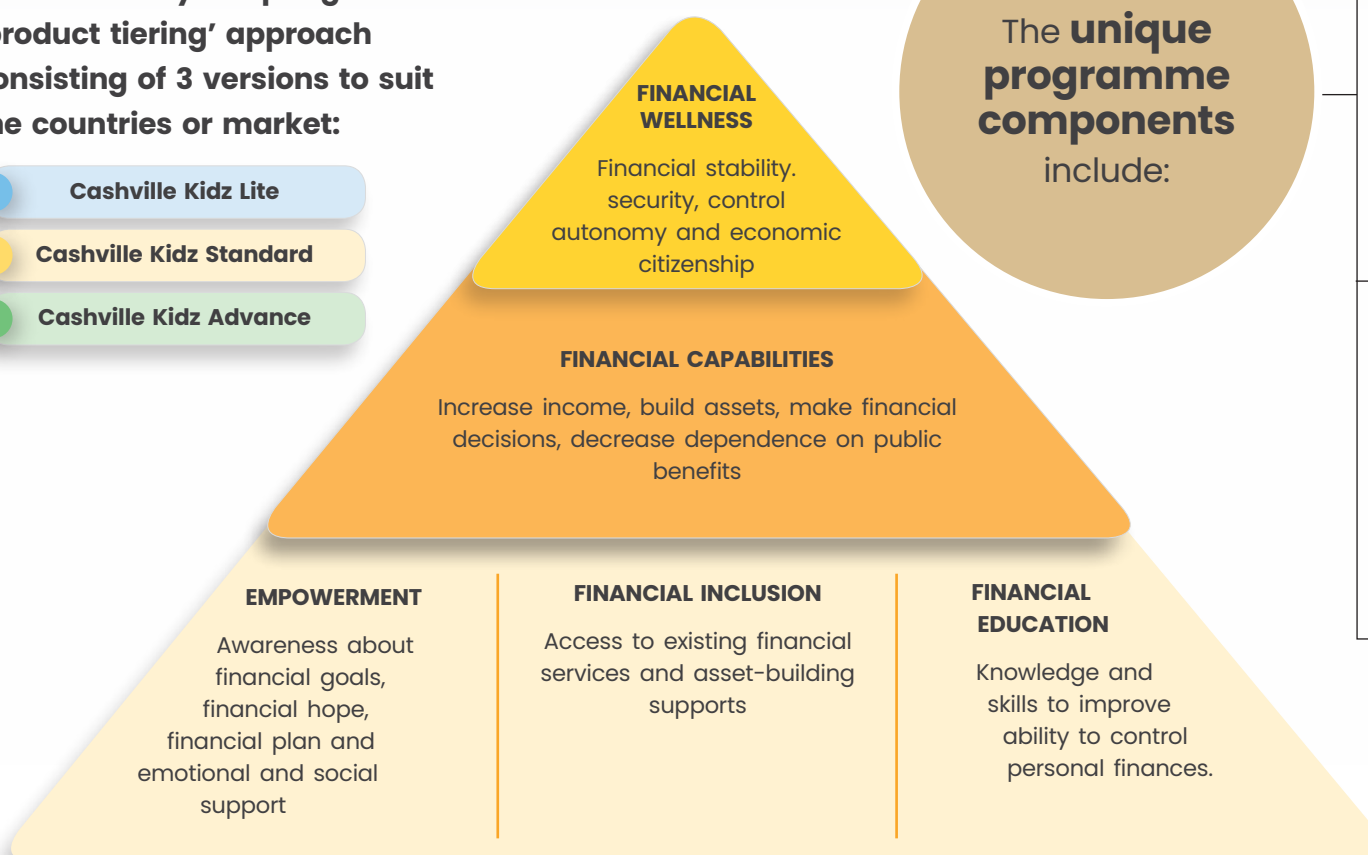 product tiering’ approach
consisting of 3 versions to suit
the countries or market:
Cashville Kidz Lite
Cashville Kidz Standard
Cashville Kidz Advance
FINANCIAL
WELLNESS
Financial stability.
security, control
autonomy and economic
citizenship
FINANCIAL CAPABILITIES
Increase income, build assets, make financial
decisions, decrease dependence on public
benefits
EMPOWERMENT
Awareness about
financial goals,
financial hope,
financial plan and
emotional and social
support
FINANCIAL INCLUSION
Access to existing financial
services and asset-building
supports
FINANCIAL
EDUCATION
Knowledge and
skills to improve
ability to control
personal finances.
The unique
programme
components
include: